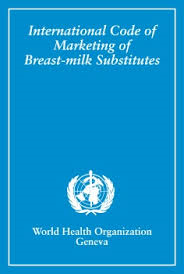 International Code of
Marketing of
Breast-milk Substitutes
World Health Organization
Geneva